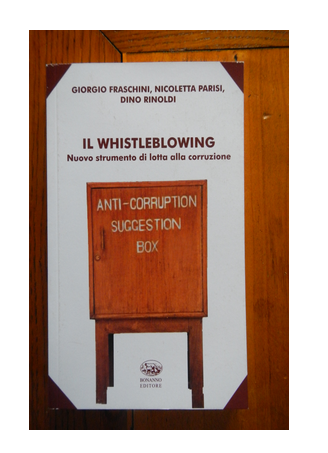 GIORGIO FRASCHINI, NICOLETTA PARISI,
DINO RINOLDI
IL WHISTLEBLOWING
Nuovo strumento di lotta alla corruzione
ANTI-CORRUPTION
SUGGESTION
BOX
BONANNO
EDITORE